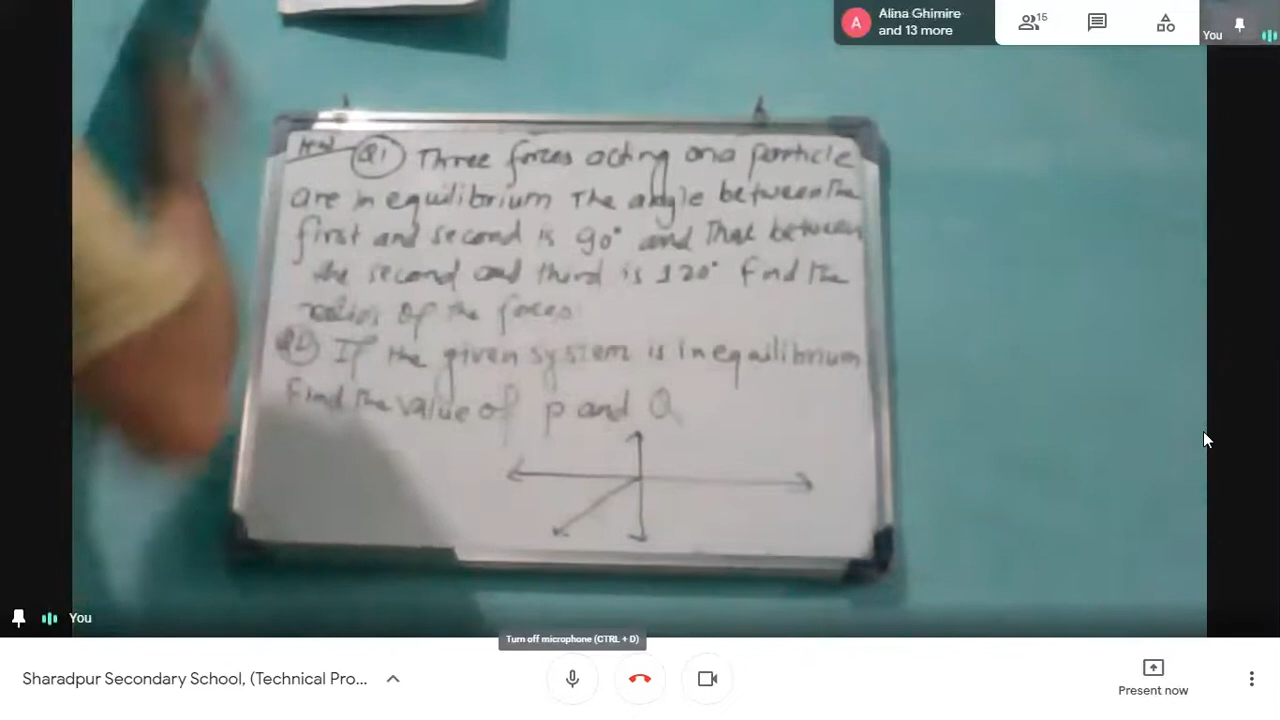 Alina Ghimire
and 13 more
15
A
You
H.W Q1 Three forces acting on a particle
are in equilibrium The angle between the
first and second is 90° and That between
the second and third is 120° find the
ratios of the forces
Q2 If the given system is in equilibrium
Find the value of p and Q
You
Turn off microphone (CTRL + D)
Sharadpur Secondary School, (Technical Pro...
Present now